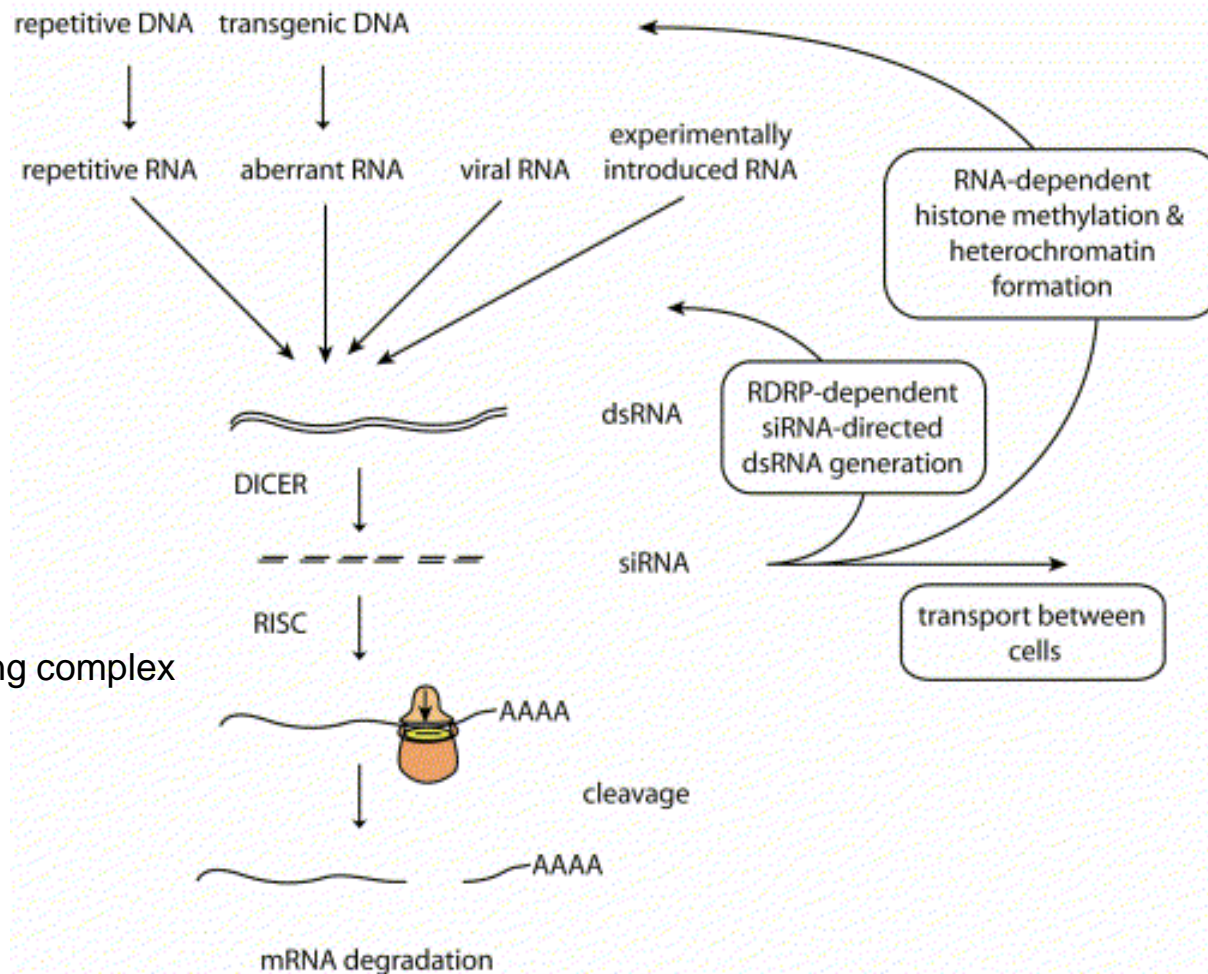 repetitive DNA transgenic DNA
repetitive RNA aberrant RNA viral RNA experimentally
introduced RNA
RNA-dependent
histone methylation &
heterochromatin
formation
dsRNA
RDRP-dependent
siRNA-directed
dsRNA generation
DICER
siRNA
RISC
transport between
cells
ng complex
AAAA
cleavage
AAAA
mRNA degradation